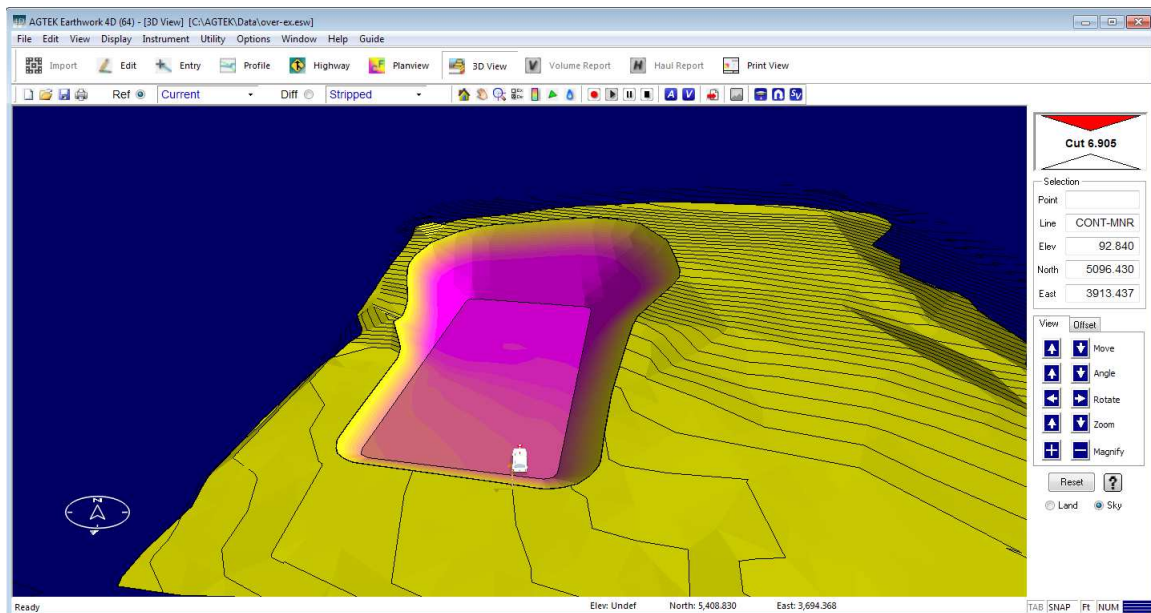 AGTEK Earthwork 4D (64) - [3D View] [C:\AGTEK\Data\over-ex.esw]
File Edit View Display Instrument Utility Options Window Help Guide
Import Edit Entry Profile Highway Planview 3D View Volume Report Haul Report Print View
Ref Current Diff Stripped A V SV
Cut 6.905
Selection
Point
Line CONT-MNR
Elev 92.840
North 5096.430
East 3913.437
View Offset
Move
Angle
Rotate
Zoom
Magnify
Reset ?
Land Sky
N
Ready Elev: Undef North: 5,408.830 East: 3,694.368 TAB SNAP Ft NUM